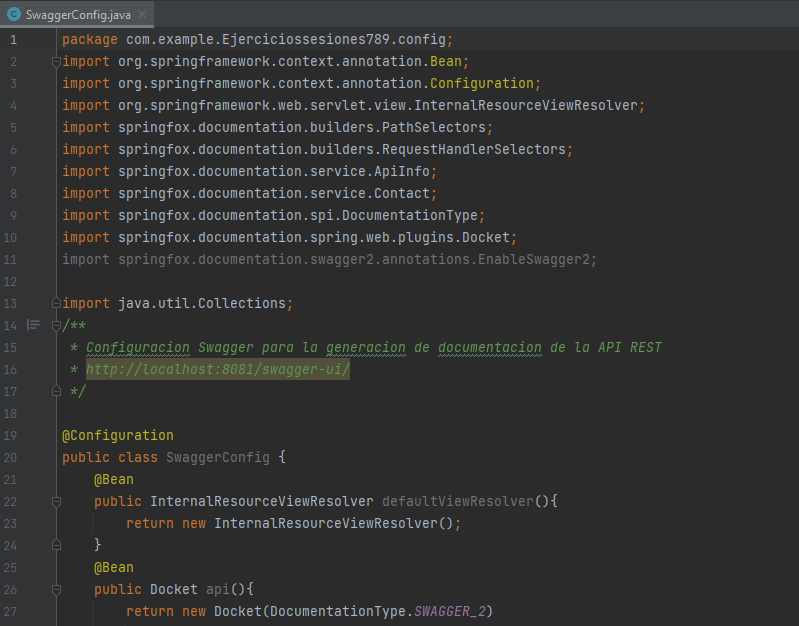 SwaggerConfig.java
1 package com.example.Ejerciciossesiones789.config;
2 import org.springframework.context.annotation.Bean;
3 import org.springframework.context.annotation.Configuration;
4 import org.springframework.web.servlet.view.InternalResourceViewResolver;
5 import springfox.documentation.builders.PathSelectors;
6 import springfox.documentation.builders.RequestHandlerSelectors;
7 import springfox.documentation.service.ApiInfo;
8 import springfox.documentation.service.Contact;
9 import springfox.documentation.spi.DocumentationType;
10 import springfox.documentation.spring.web.plugins.Docket;
11 import springfox.documentation.swagger2.annotations.EnableSwagger2;
12
13 import java.util.Collections;
14 /**
15  * Configuracion Swagger para la generacion de documentacion de la API REST
16  * http://localhost:8081/swagger-ui/
17  */
18
19 @Configuration
20 public class SwaggerConfig {
21     @Bean
22     public InternalResourceViewResolver defaultViewResolver(){
23         return new InternalResourceViewResolver();
24     }
25     @Bean
26     public Docket api(){
27         return new Docket(DocumentationType.SWAGGER_2)